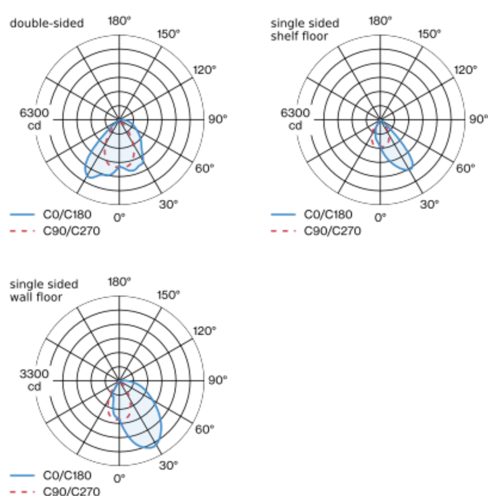 double-sided
180°
150°
120°
6300
cd
90°
60°
30°
0°
C0/C180
C90/C270
single sided
shelf floor
180°
150°
120°
6300
cd
90°
60°
30°
0°
C0/C180
C90/C270
single sided
wall floor
180°
150°
120°
3300
cd
90°
60°
30°
0°
C0/C180
C90/C270